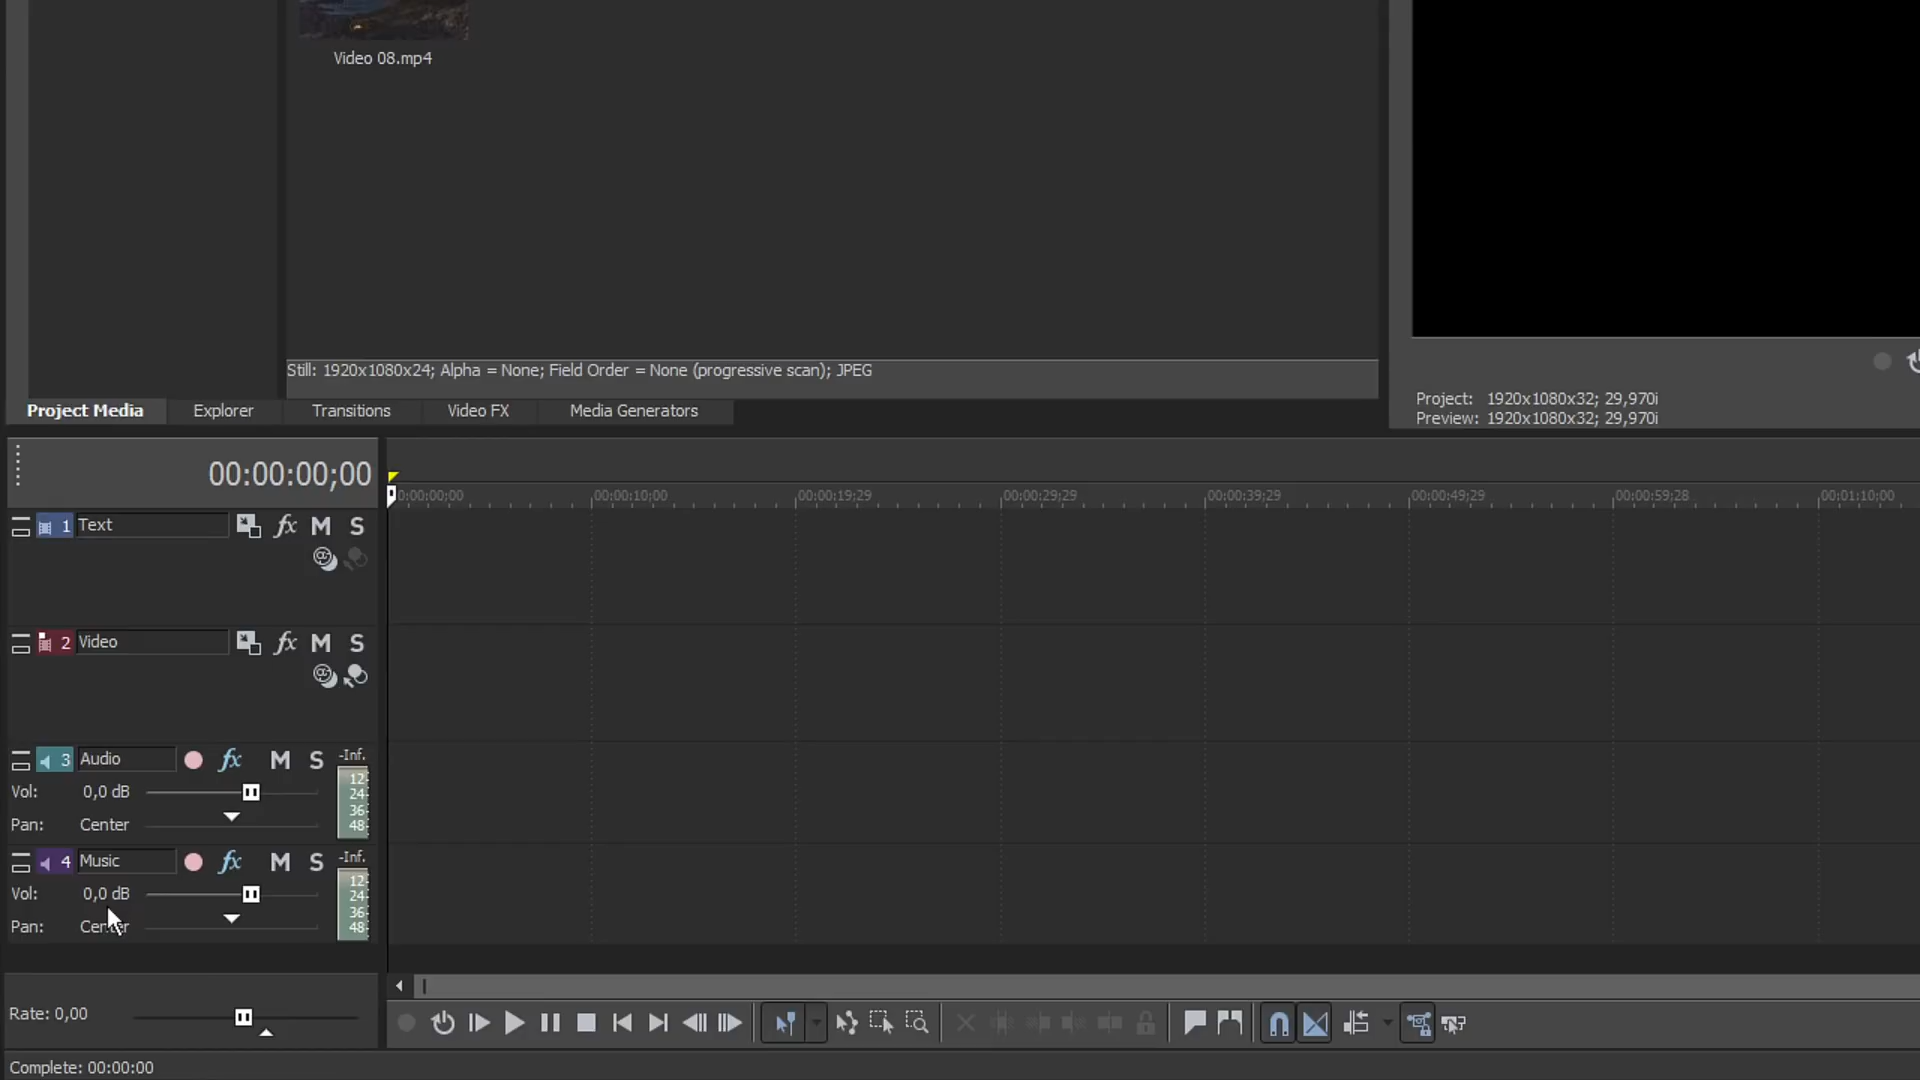 Video 08.mp4
Still: 1920x1080x24; Alpha = None; Field Order = None (progressive scan); JPEG
Project: 1920x1080x32; 29,970i
Preview: 1920x1080x32; 29,970i
Project Media Explorer Transitions Video FX Media Generators
00:00:00;00
0:00:00;00 00:00:10;00 00:00:19;29 00:00:29;29 00:00:39;29 00:00:49;29 00:00:59;28 00:01:10;00
1 Text fx M S
2 Video fx M S
3 Audio fx M S -Inf.
Vol: 0,0 dB
Pan: Center
12
24
36
48
4 Music fx M S -Inf.
Vol: 0,0 dB
Pan: Center
12
24
36
48
Rate: 0,00
Complete: 00:00:00